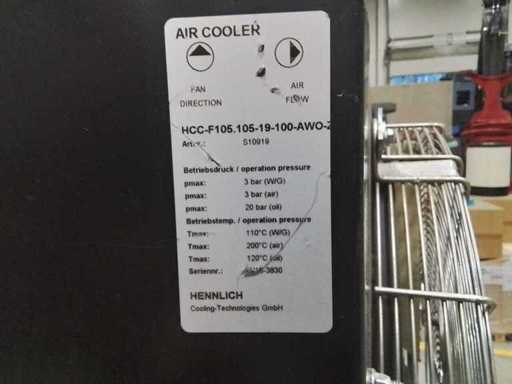 AIR COOLER
FAN DIRECTION
AIR FLOW
HCC-F105.105-19-100-AWO-
S10919
Betriebsdruck / operation pressure
pmax: 3 bar (W/G)
pmax: 3 bar (air)
pmax: 20 bar (oil)
Betriebstemp. / operation pressure
Tmax: 110°C (W/G)
Tmax: 200°C (air)
Tmax: 120°C (oil)
Seriennr.:
HENNLICH
Cooling-Technologies GmbH